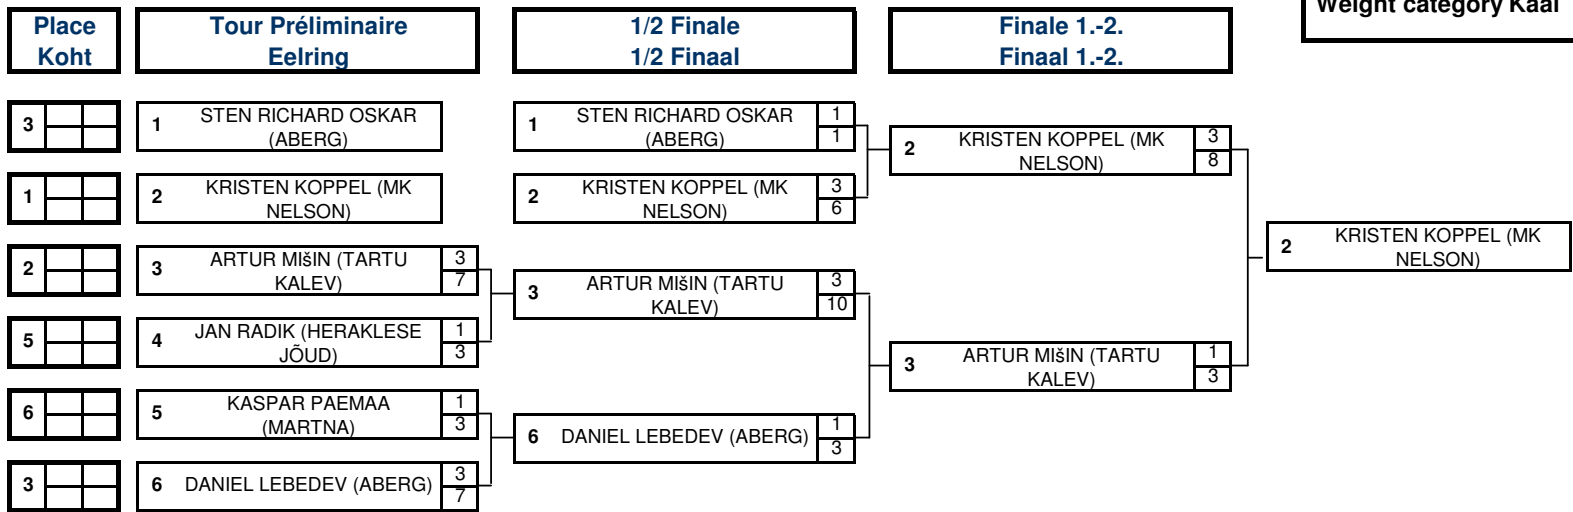 Weight category Kaal
Place
Koht
Tour Préliminaire
Eelring
1/2 Finale
1/2 Finaal
Finale 1.-2.
Finaal 1.-2.
3
1
STEN RICHARD OSKAR
(ABERG)
1
STEN RICHARD OSKAR
(ABERG)
1
1
2
KRISTEN KOPPEL (MK
NELSON)
3
8
1
2
KRISTEN KOPPEL (MK
NELSON)
2
KRISTEN KOPPEL (MK
NELSON)
3
6
2
KRISTEN KOPPEL (MK
NELSON)
2
3
ARTUR MIšIN (TARTU
KALEV)
3
7
3
ARTUR MIšIN (TARTU
KALEV)
3
10
5
4
JAN RADIK (HERAKLESE
JÕUD)
1
3
3
ARTUR MIšIN (TARTU
KALEV)
1
3
6
5
KASPAR PAEMAA
(MARTNA)
1
3
6
DANIEL LEBEDEV (ABERG)
1
3
3
6
DANIEL LEBEDEV (ABERG)
3
7